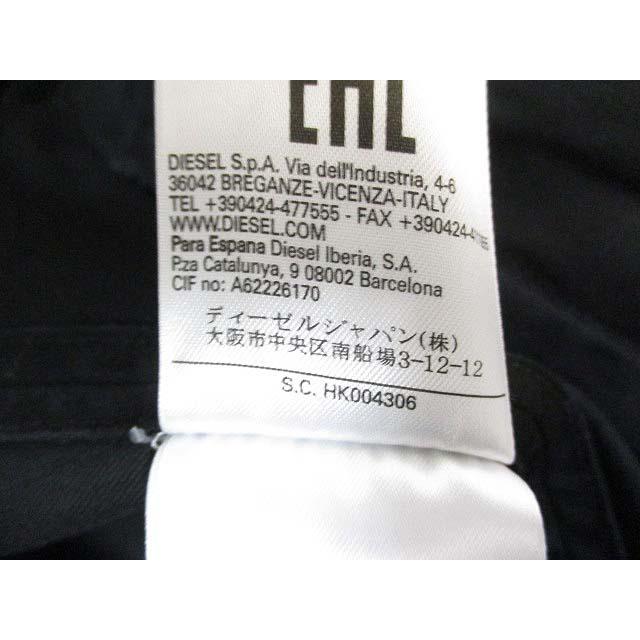 EAC
DIESEL S.p.A. Via dell'Industria, 4-6
36042 BREGANZE-VICENZA-ITALY
TEL +390424-477555 - FAX
WWW.DIESEL.COM
Para Espana Diesel Iberia, S.A.
P.za Catalunya, 9 08002 Barcelona
CIF no: A62226170
ディーゼルジャパン(株)
大阪市中央区南船場3-12-12
S.C. HK004306